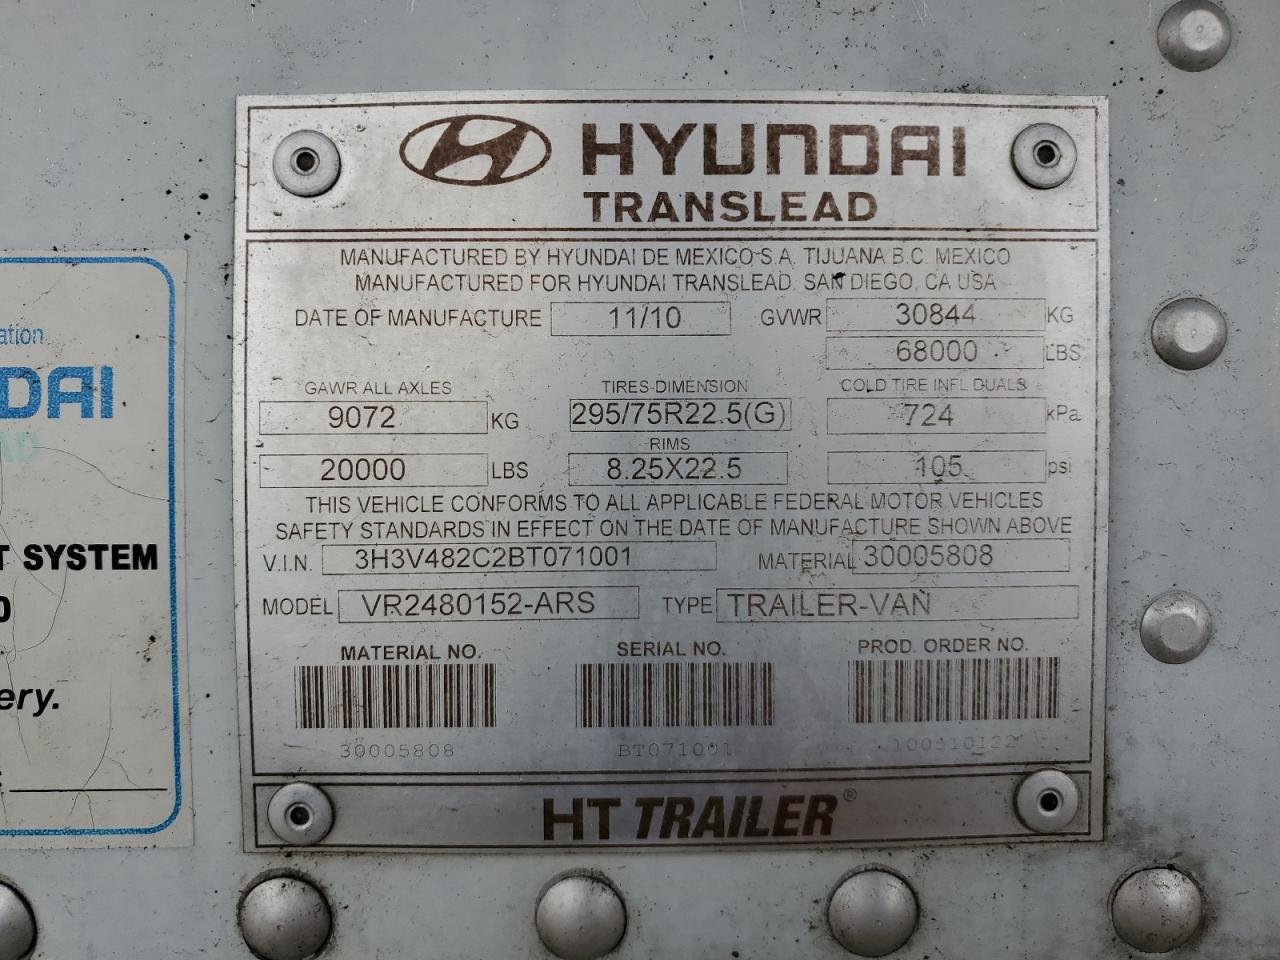 HYUNDAI
TRANSLEAD
MANUFACTURED BY HYUNDAI DE MEXICO S.A. TIJUANA B.C. MEXICO
MANUFACTURED FOR HYUNDAI TRANSLEAD. SAN DIEGO, CA USA
DATE OF MANUFACTURE 11/10 GVWR 30844 KG
68000 LBS
GAWR ALL AXLES TIRES-DIMENSION COLD TIRE INFL DUALS
9072 KG 295/75R22.5(G) 724 kPa
RIMS
20000 LBS 8.25X22.5 105 psi
THIS VEHICLE CONFORMS TO ALL APPLICABLE FEDERAL MOTOR VEHICLES
SAFETY STANDARDS IN EFFECT ON THE DATE OF MANUFACTURE SHOWN ABOVE
V.I.N. 3H3V482C2BT071001 MATERIAL 30005808
MODEL VR2480152-ARS TYPE TRAILER-VAN
MATERIAL NO. SERIAL NO. PROD. ORDER NO.
30005808 BT071001 100310122
HT TRAILER®
ation
DAI
AD
T SYSTEM
0
ery.